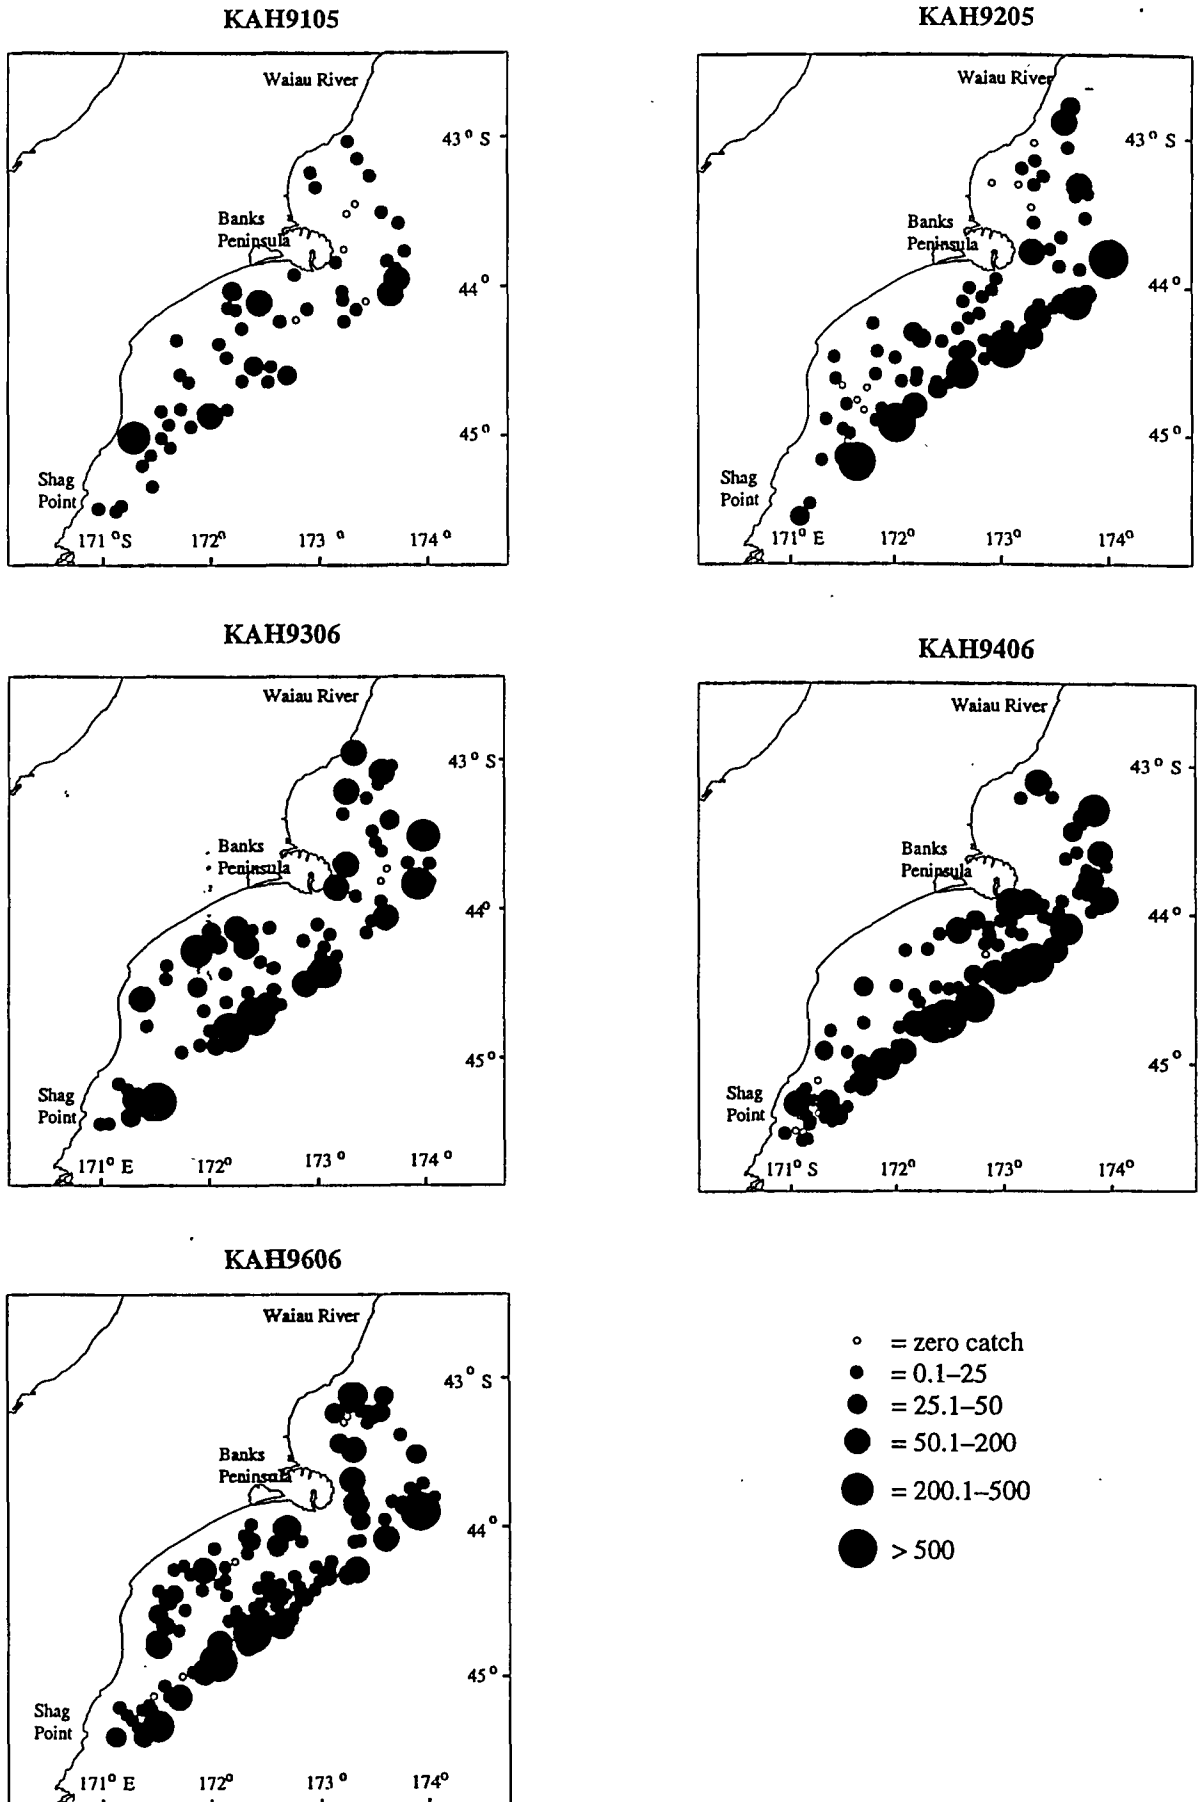 KAH9105
Waiau River
43° S
Banks
Peninsula
44°
45°
Shag
Point
171° S 172° 173° 174°
KAH9205
Waiau River
43° S
Banks
Peninsula
44°
45°
Shag
Point
171° E 172° 173° 174°
KAH9306
Waiau River
43° S
Banks
Peninsula
44°
45°
Shag
Point
171° E 172° 173° 174°
KAH9406
Waiau River
43° S
Banks
Peninsula
44°
45°
Shag
Point
171° S 172° 173° 174°
KAH9606
Waiau River
43° S
Banks
Peninsula
44°
45°
Shag
Point
171° E 172° 173° 174°
= zero catch
= 0.1–25
= 25.1–50
= 50.1–200
= 200.1–500
> 500